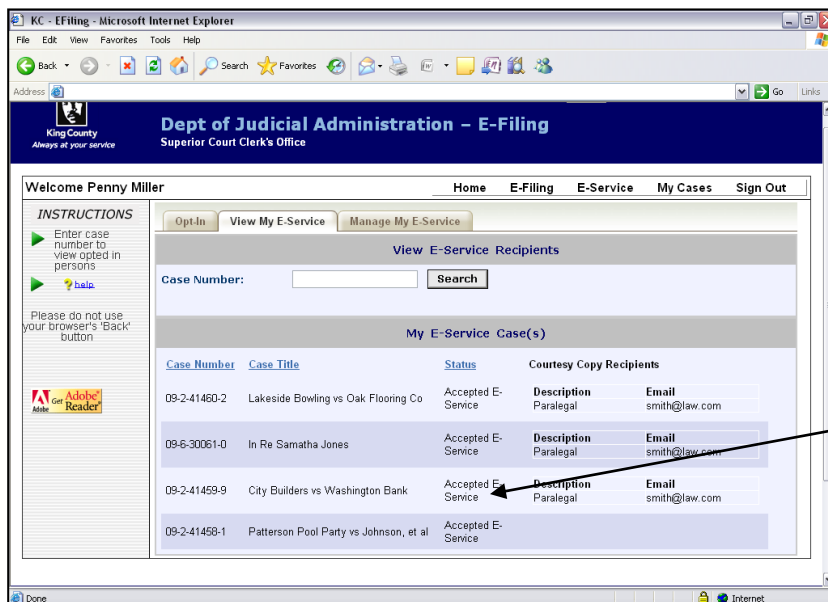 KC - EFiling - Microsoft Internet Explorer
File Edit View Favorites Tools Help
Back Search Favorites
Address Go Links
King County
Always at your service
Dept of Judicial Administration – E-Filing
Superior Court Clerk's Office
Welcome Penny Miller Home E-Filing E-Service My Cases Sign Out
INSTRUCTIONS
Enter case
number to
view opted in
persons
? help
Please do not use
your browser's 'Back'
button
Adobe Get Adobe® Reader®
Opt-In View My E-Service Manage My E-Service
View E-Service Recipients
Case Number: Search
My E-Service Case(s)
Case Number Case Title Status Courtesy Copy Recipients
09-2-41460-2 Lakeside Bowling vs Oak Flooring Co Accepted E- Description Email
Service Paralegal smith@law.com
09-6-30061-0 In Re Samatha Jones Accepted E- Description Email
Service Paralegal smith@law.com
09-2-41459-9 City Builders vs Washington Bank Accepted E- Description Email
Service Paralegal smith@law.com
09-2-41458-1 Patterson Pool Party vs Johnson, et al Accepted E-
Service
Done Internet